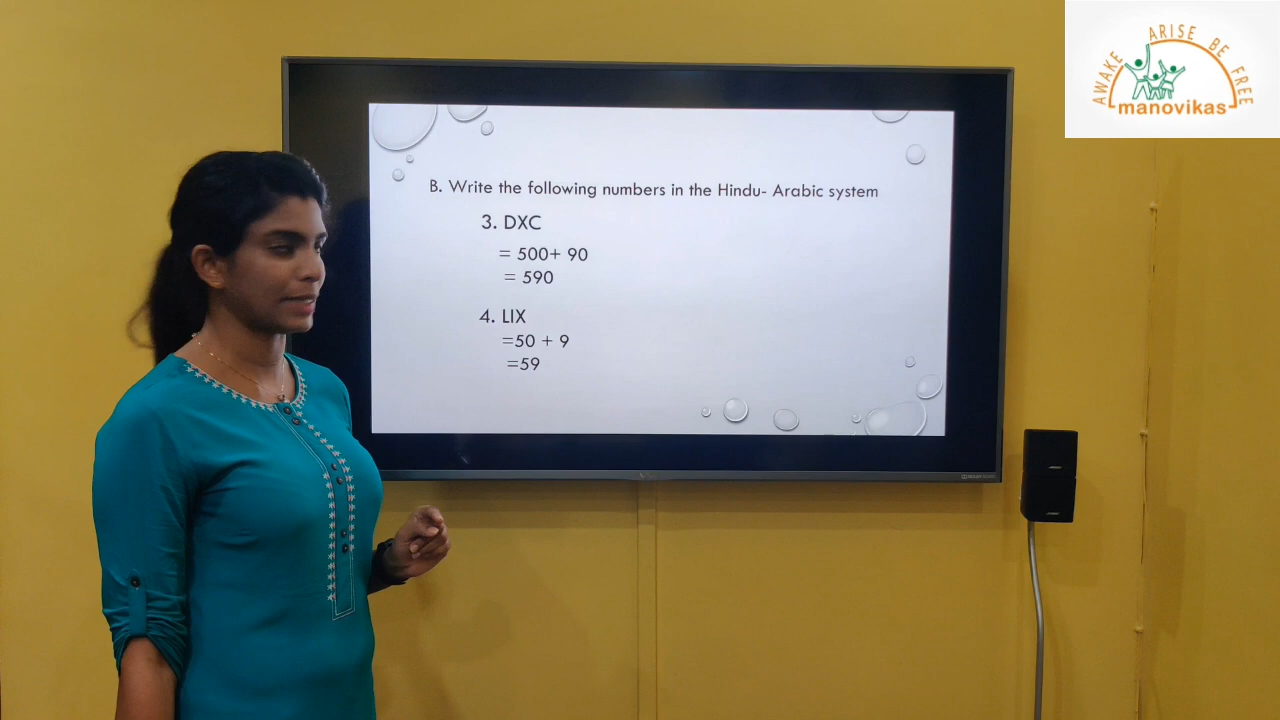 AWAKE ARISE BE FREE
manovikas
B. Write the following numbers in the Hindu- Arabic system
3. DXC
= 500+ 90
= 590
4. LIX
=50 + 9
=59